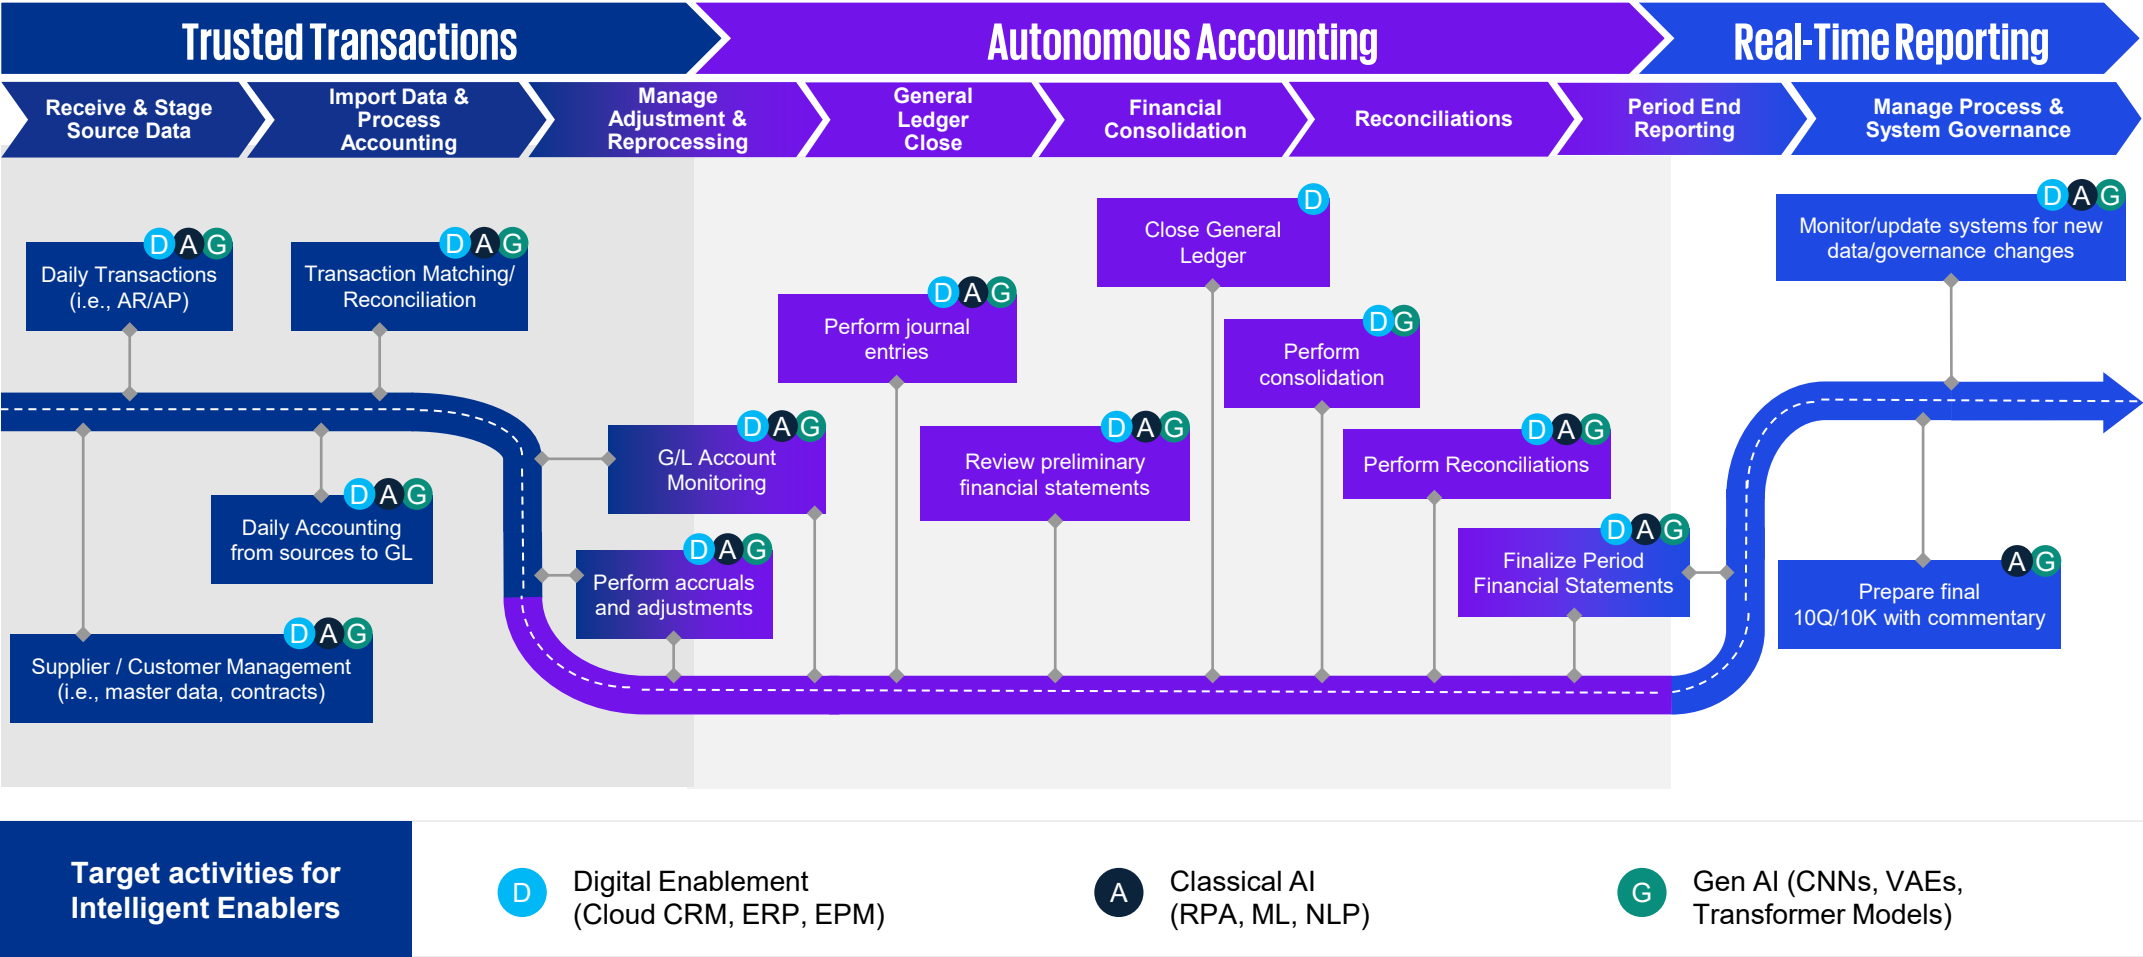 Trusted Transactions
Autonomous Accounting
Real-Time Reporting
Receive & Stage
Source Data
Import Data &
Process
Accounting
Manage
Adjustment &
Reprocessing
General
Ledger
Close
Financial
Consolidation
Reconciliations
Period End
Reporting
Manage Process &
System Governance
D A G
Daily Transactions
(i.e., AR/AP)
D A G
Transaction Matching/
Reconciliation
D A G
Daily Accounting
from sources to GL
D A G
Supplier / Customer Management
(i.e., master data, contracts)
D A G
G/L Account
Monitoring
D A G
Perform accruals
and adjustments
D A G
Perform journal
entries
D A G
Review preliminary
financial statements
D
Close General
Ledger
D G
Perform
consolidation
D A G
Perform Reconciliations
D A G
Finalize Period
Financial Statements
D A G
Monitor/update systems for new
data/governance changes
A G
Prepare final
10Q/10K with commentary
Target activities for
Intelligent Enablers
D
Digital Enablement
(Cloud CRM, ERP, EPM)
A
Classical AI
(RPA, ML, NLP)
G
Gen AI (CNNs, VAEs,
Transformer Models)